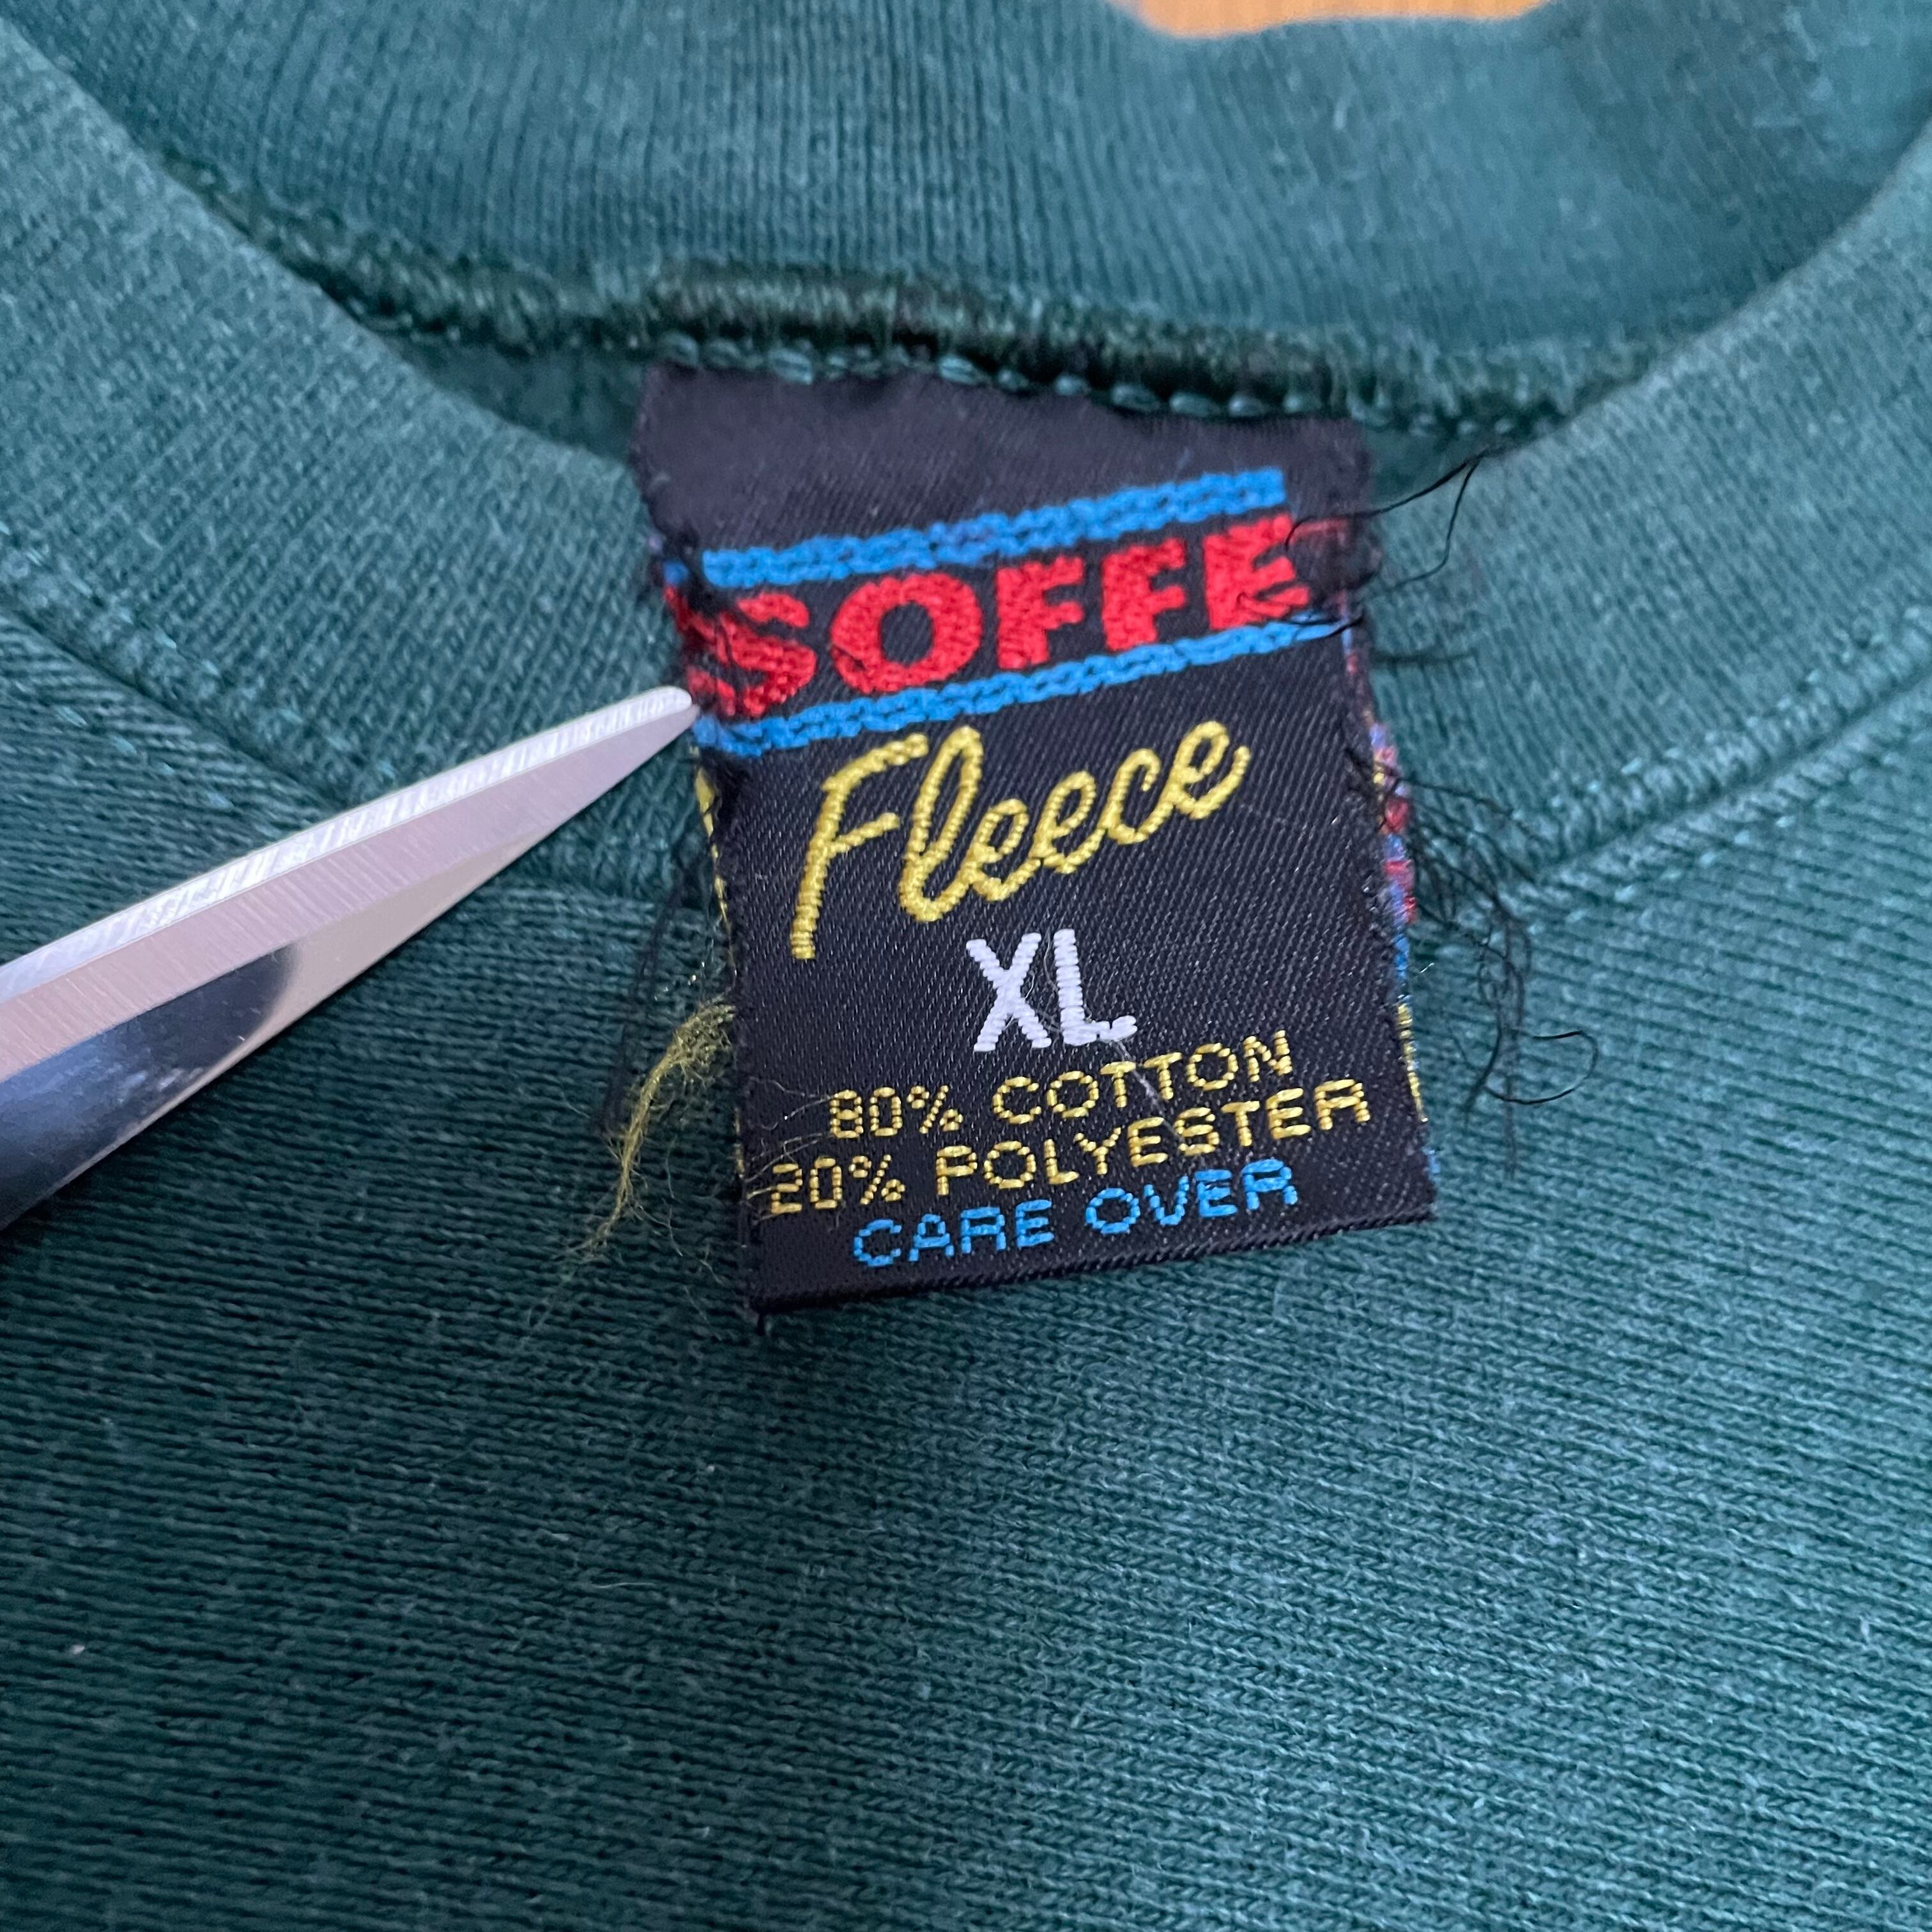 SOFFE
Fleece
XL
80% COTTON
20% POLYESTER
CARE OVER